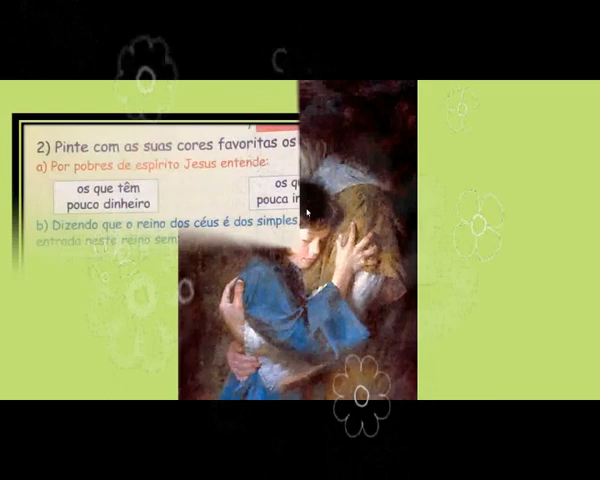 2) Pinte com as suas cores favoritas os
a) Por pobres de espírito Jesus entende:
os que têm
pouco dinheiro
os
pouca
b) Dizendo que o reino dos céus é dos simples,
entrada neste reino sem